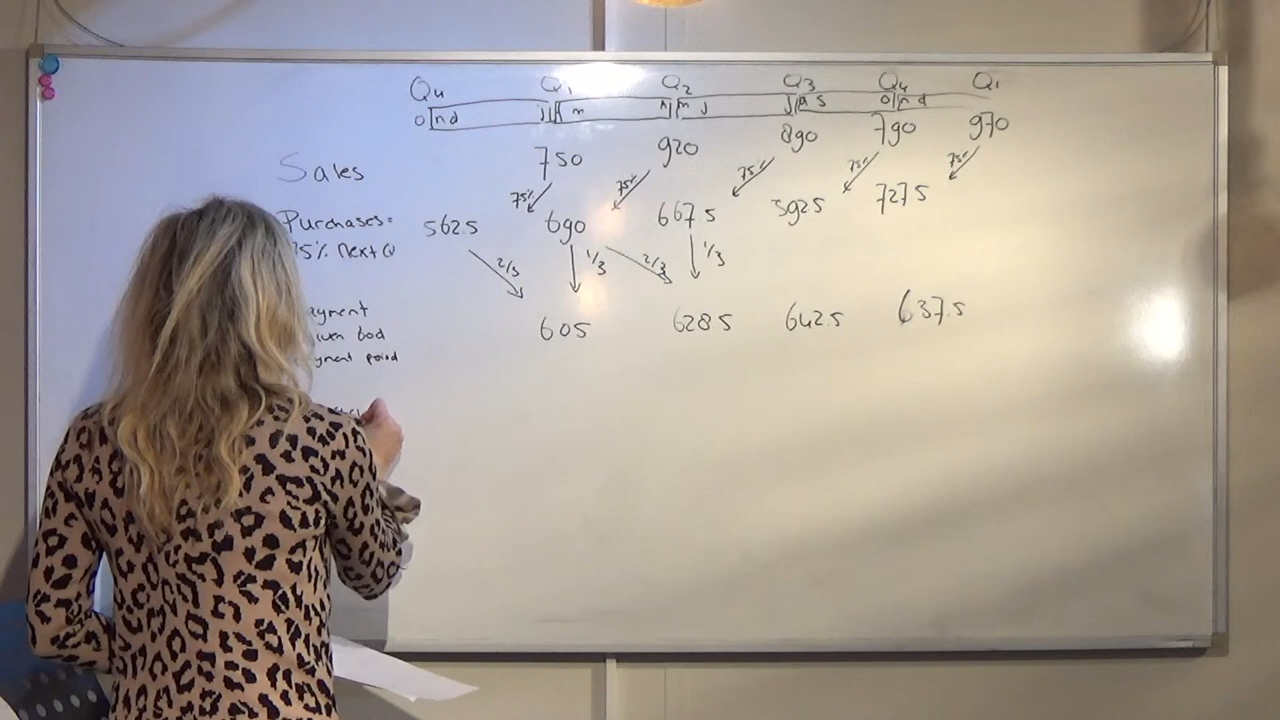 Q4 Q1 Q2 Q3 Q4 Q1
o n d j m m j j s o n d
750 920 890 790 970
Sales
75% 75% 75% 75% 75%
Purchases= 562.5 690 667.5 592.5 727.5
75% next Q
2/3 1/3 2/3 1/3
605 628.5 642.5 637.5
period